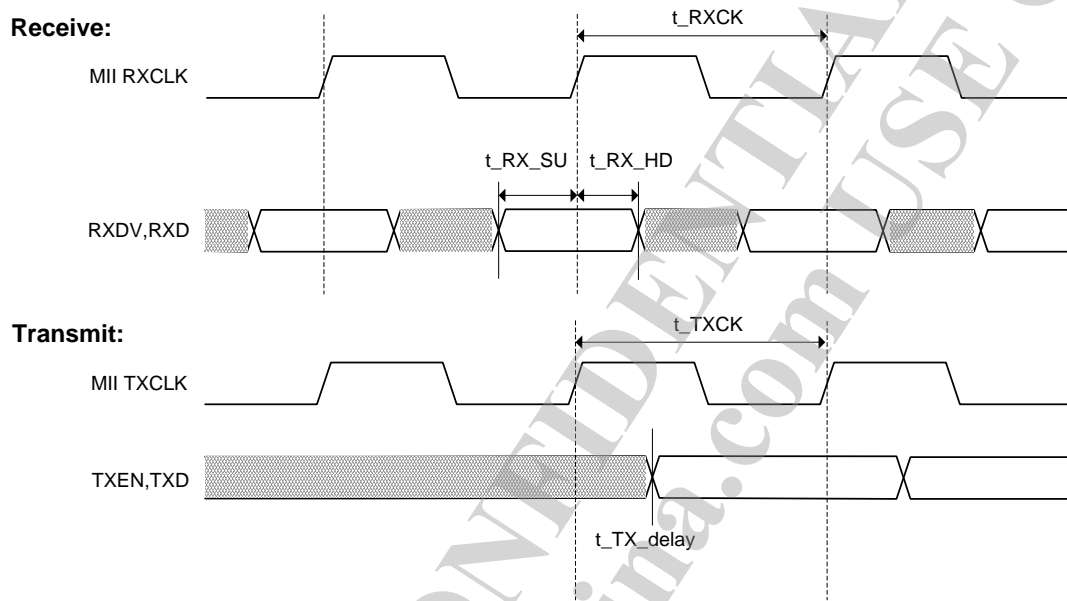 Receive:
t_RXCK
MII RXCLK
t_RX_SU
t_RX_HD
RXDV,RXD
Transmit:
t_TXCK
MII TXCLK
TXEN,TXD
t_TX_delay